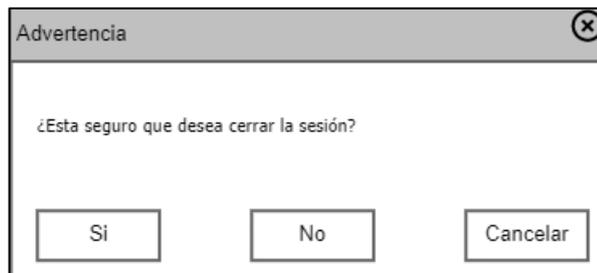 Advertencia
¿Esta seguro que desea cerrar la sesión?
Si
No
Cancelar